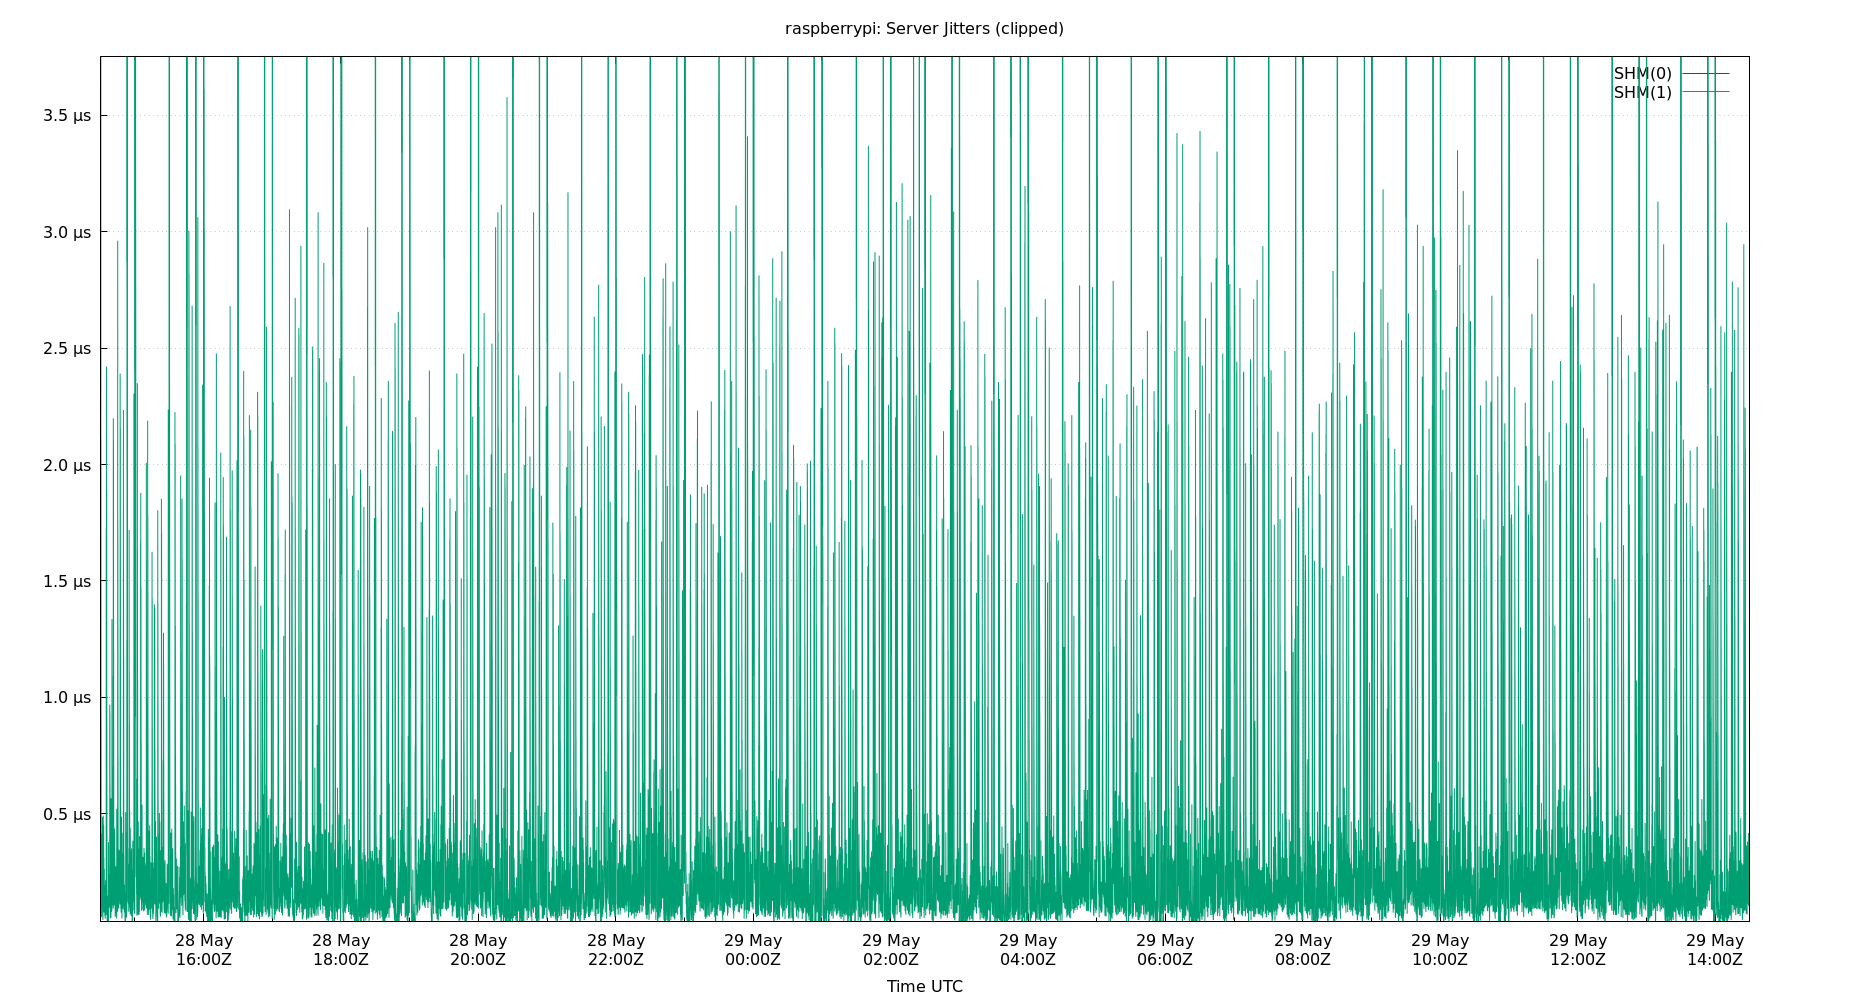 raspberrypi: Server Jitters (clipped)
SHM(0)
SHM(1)
3.5 µs
3.0 µs
2.5 µs
2.0 µs
1.5 µs
1.0 µs
0.5 µs
28 May 28 May 28 May 28 May 29 May 29 May 29 May 29 May 29 May 29 May 29 May 29 May
16:00Z 18:00Z 20:00Z 22:00Z 00:00Z 02:00Z 04:00Z 06:00Z 08:00Z 10:00Z 12:00Z 14:00Z
Time UTC